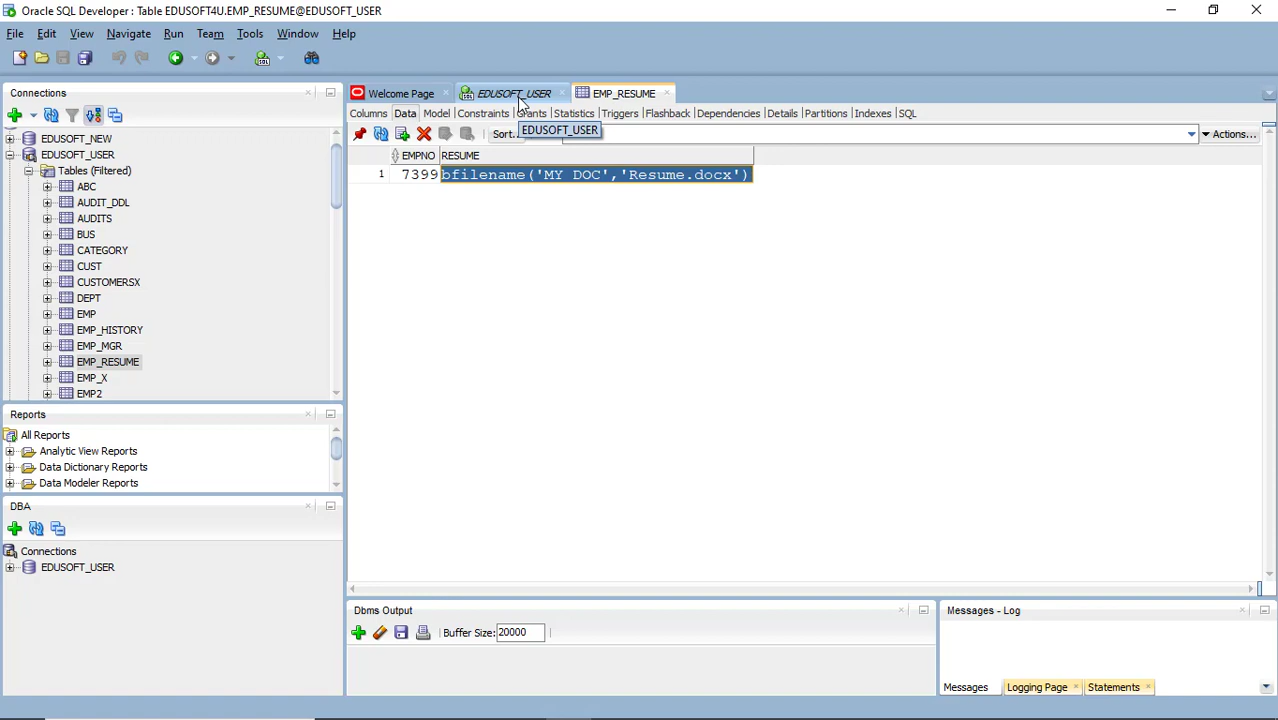 Oracle SQL Developer: Table EDUSOFT4U.EMP_RESUME@EDUSOFT_USER
File Edit View Navigate Run Team Tools Window Help
Connections
EDUSOFT_NEW
EDUSOFT_USER
Tables (Filtered)
ABC
AUDIT_DDL
AUDITS
BUS
CATEGORY
CUST
CUSTOMERSX
DEPT
EMP
EMP_HISTORY
EMP_MGR
EMP_RESUME
EMP_X
EMP2
Reports
All Reports
Analytic View Reports
Data Dictionary Reports
Data Modeler Reports
DBA
Connections
EDUSOFT_USER
Welcome Page EDUSOFT_USER EMP_RESUME
Columns Data Model Constraints Grants Statistics Triggers Flashback Dependencies Details Partitions Indexes SQL
EDUSOFT_USER
Sort.. Actions...
EMPNO RESUME
1 7399 bfilename('MY_DOC','Resume.docx')
Dbms Output
Buffer Size: 20000
Messages - Log
Messages Logging Page Statements